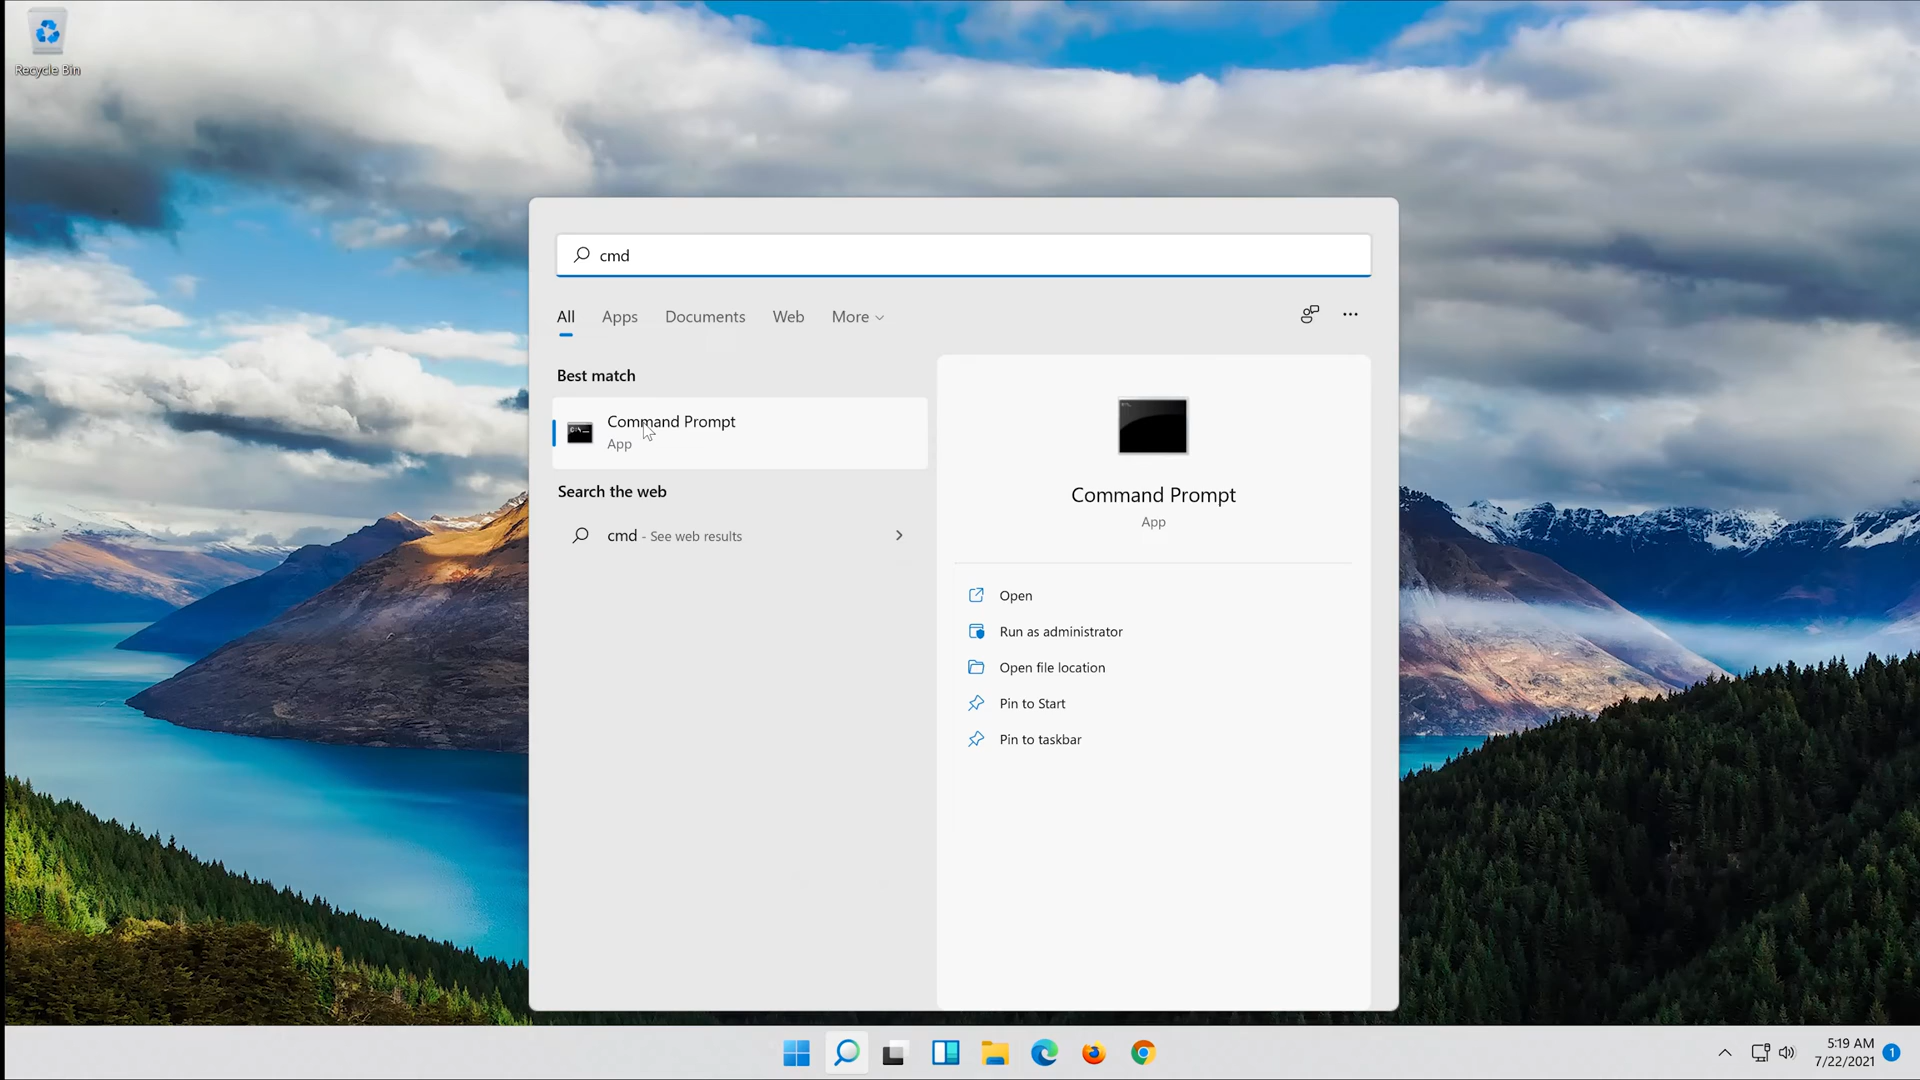 Recycle Bin
cmd
All Apps Documents Web More
Best match
Command Prompt
App
Search the web
cmd - See web results
Command Prompt
App
Open
Run as administrator
Open file location
Pin to Start
Pin to taskbar
5:19 AM
7/22/2021
1